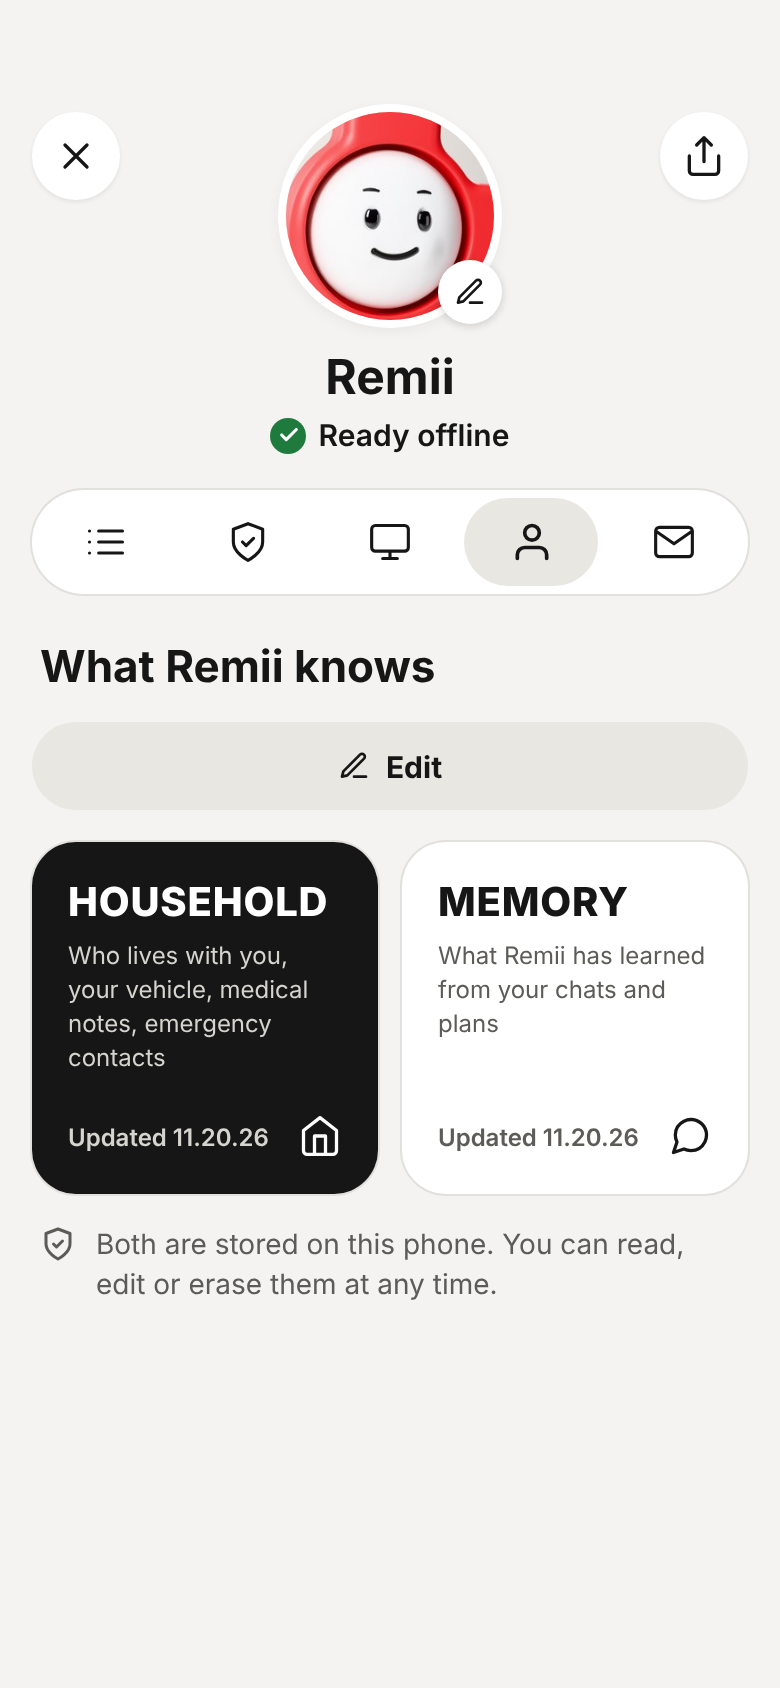 Remii
Ready offline
What Remii knows
Edit
HOUSEHOLD
Who lives with you,
your vehicle, medical
notes, emergency
contacts
Updated 11.20.26
MEMORY
What Remii has learned
from your chats and
plans
Updated 11.20.26
Both are stored on this phone. You can read,
edit or erase them at any time.